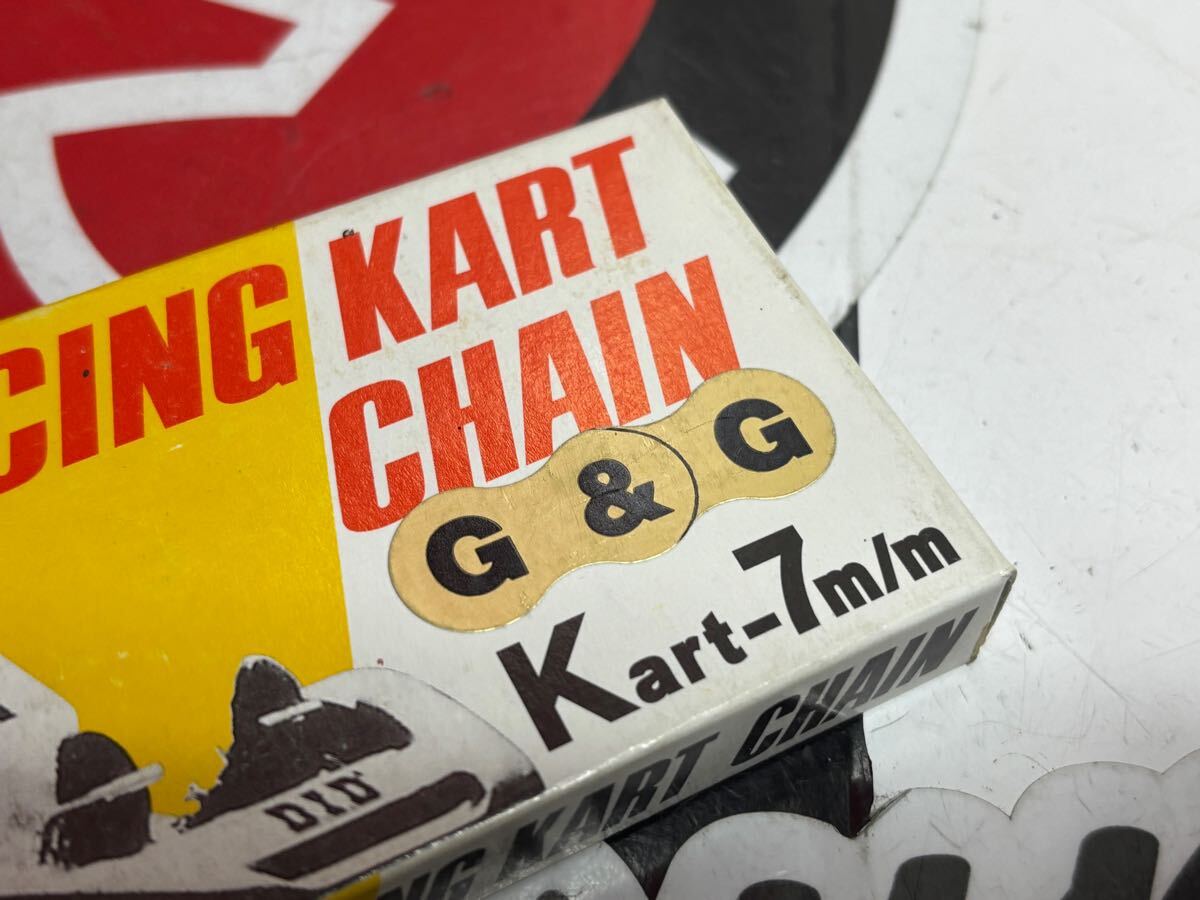 CING KART
CHAIN
G & G
Kart-7m/m
DID
NG KART CHAIN